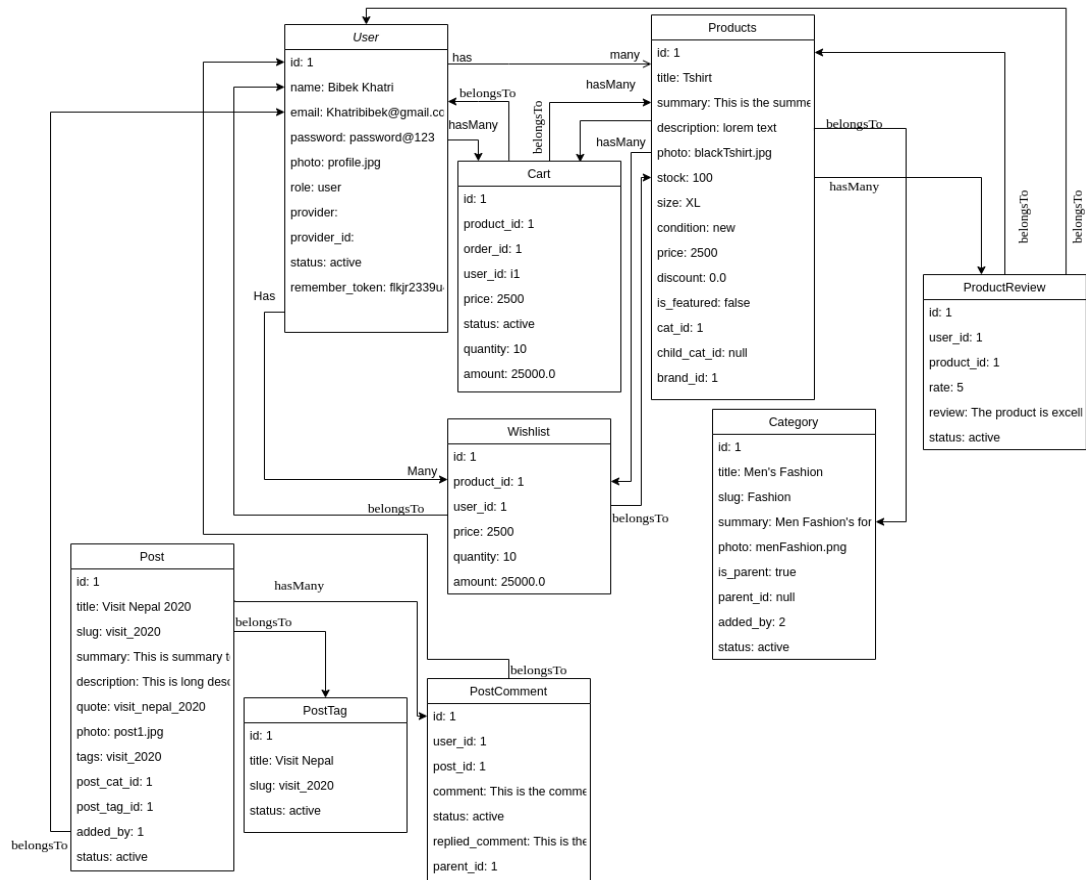 User
id: 1
name: Bibek Khatri
email: Khatribibek@gmail.cc
password: password@123
photo: profile.jpg
role: user
provider:
provider_id:
status: active
remember_token: flkjr2339u
has
many
hasMany
belongsTo
hasMany
belongsTo
hasMany
Products
id: 1
title: Tshirt
summary: This is the summe
description: lorem text
photo: blackTshirt.jpg
stock: 100
size: XL
condition: new
price: 2500
discount: 0.0
is_featured: false
cat_id: 1
child_cat_id: null
brand_id: 1
belongsTo
hasMany
belongsTo
belongsTo
Cart
id: 1
product_id: 1
order_id: 1
user_id: i1
price: 2500
status: active
quantity: 10
amount: 25000.0
ProductReview
id: 1
user_id: 1
product_id: 1
rate: 5
review: The product is excell
status: active
Has
Many
belongsTo
belongsTo
Wishlist
id: 1
product_id: 1
user_id: 1
price: 2500
quantity: 10
amount: 25000.0
Category
id: 1
title: Men's Fashion
slug: Fashion
summary: Men Fashion's for
photo: menFashion.png
is_parent: true
parent_id: null
added_by: 2
status: active
Post
id: 1
title: Visit Nepal 2020
slug: visit_2020
summary: This is summary t
description: This is long desc
quote: visit_nepal_2020
photo: post1.jpg
tags: visit_2020
post_cat_id: 1
post_tag_id: 1
added_by: 1
status: active
belongsTo
hasMany
belongsTo
belongsTo
PostTag
id: 1
title: Visit Nepal
slug: visit_2020
status: active
PostComment
id: 1
user_id: 1
post_id: 1
comment: This is the comme
status: active
replied_comment: This is the
parent_id: 1